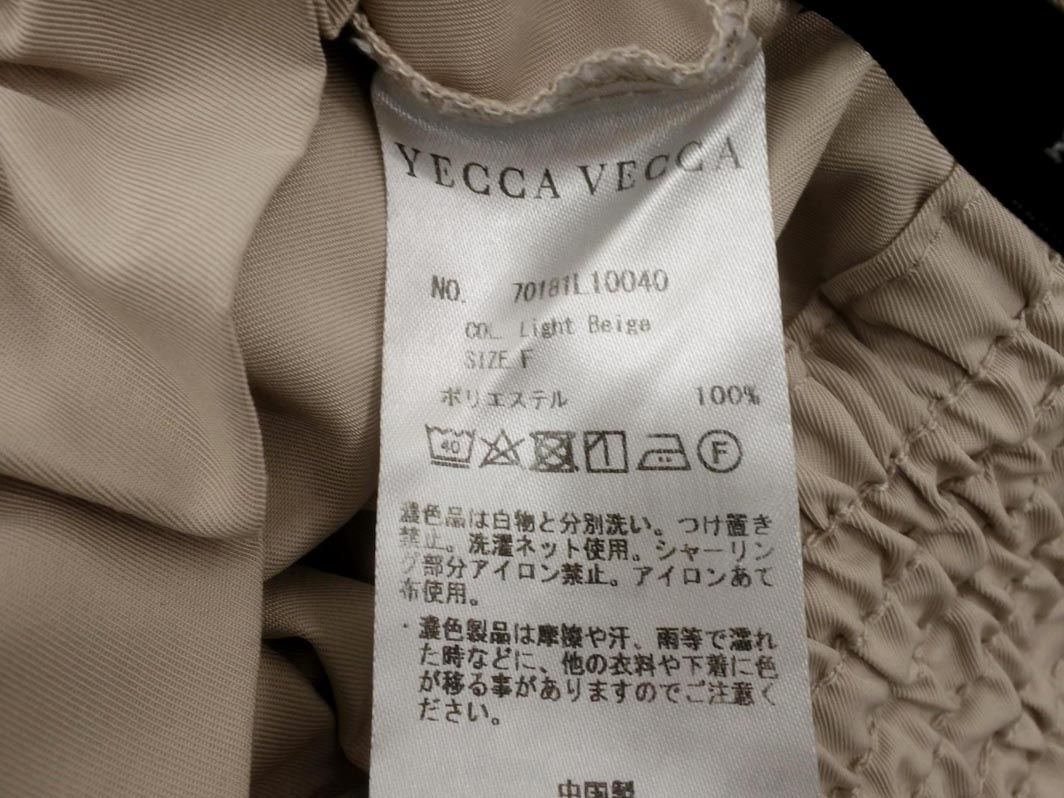 YECCA VECCA
NO. 70181L10040
COL. Light Beige
SIZE F
ポリエステル 100%
40 F
濃色品は白物と分別洗い。つけ置き
禁止。洗濯ネット使用。シャーリン
グ部分アイロン禁止。アイロンあて
布使用。
・濃色製品は摩擦や汗、雨等で濡れ
た時などに、他の衣料や下着に色
が移る事がありますのでご注意く
ださい。
中国製